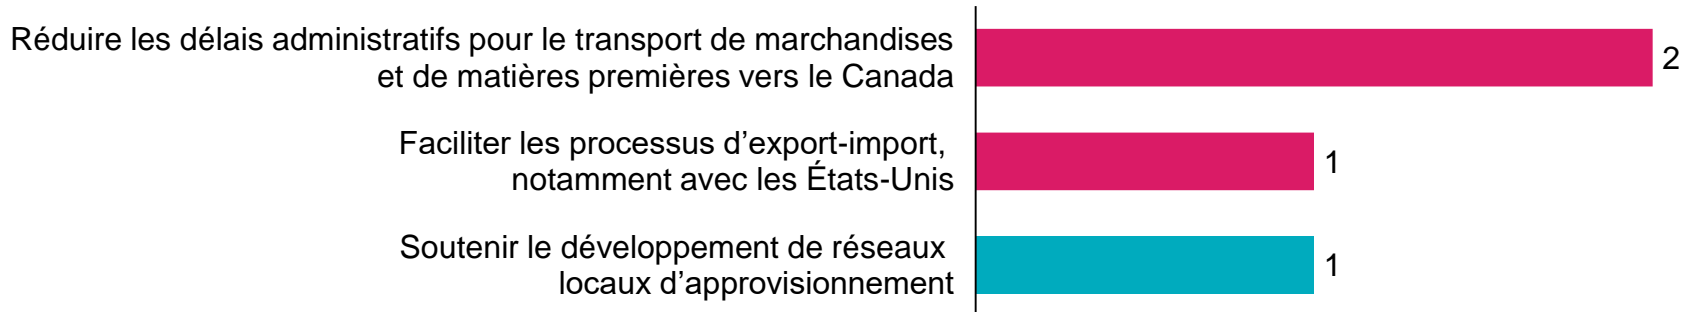 Réduire les délais administratifs pour le transport de marchandises
et de matières premières vers le Canada
2
Faciliter les processus d’export-import,
notamment avec les États-Unis
1
Soutenir le développement de réseaux
locaux d’approvisionnement
1